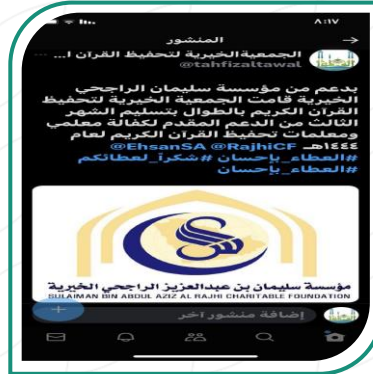 ٨:١٧
المنشور
الجمعية الخيرية لتحفيظ القرآن ا...
@tahfizaltawal
بدعم من مؤسسة سليمان الراجحي
الخيرية قامت الجمعية الخيرية لتحفيظ
القرآن الكريم بالطوال بتسليم الشهر
الثالث من الدعم المقدم لكفالة معلمي
ومعلمات تحفيظ القرآن الكريم لعام
١٤٤٤هـ @EhsanSA @RajhiCF
#العطاء_بإحسان #شكراً_لعطائكم
#العطاء_بإحسان
مؤسسة سليمان بن عبدالعزيز الراجحي الخيرية
SULAIMAN BIN ABDUL AZIZ AL RAJHI CHARITABLE FOUNDATION
إضافة منشور آخر